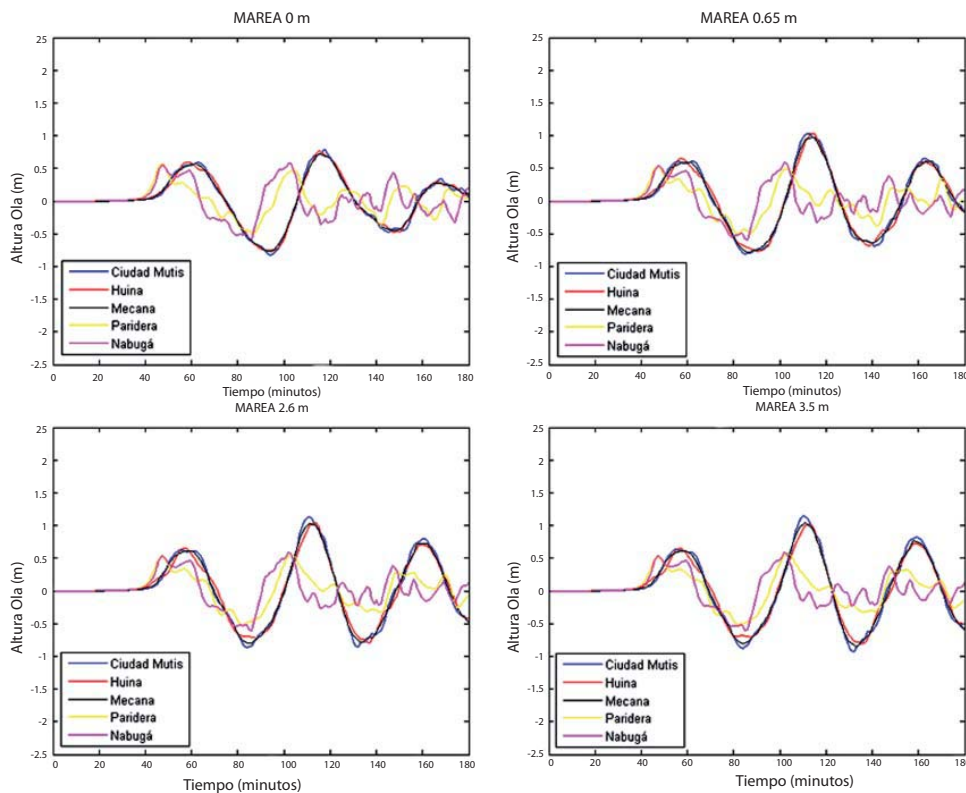 MAREA 0 m
25
2
1.5
1
0.5
0
-0.5
-1
-1.5
-2
-2.5
Altura Ola (m)
Ciudad Mutis
Huina
Mecana
Paridera
Nabugá
0 20 40 60 80 100 120 140 160 180
Tiempo (minutos)
MAREA 0.65 m
25
2
1.5
1
0.5
0
-0.5
-1
-1.5
-2
-2.5
Altura Ola (m)
Ciudad Mutis
Huina
Mecana
Paridera
Nabugá
0 20 40 60 80 100 120 140 160 180
Tiempo (minutos)
MAREA 2.6 m
25
2
1.5
1
0.5
0
-0.5
-1
-1.5
-2
-2.5
Altura Ola (m)
Ciudad Mutis
Huina
Mecana
Paridera
Nabugá
0 20 40 60 80 100 120 140 160 180
Tiempo (minutos)
MAREA 3.5 m
25
2
1.5
1
0.5
0
-0.5
-1
-1.5
-2
-2.5
Altura Ola (m)
Ciudad Mutis
Huina
Mecana
Paridera
Nabugá
0 20 40 60 80 100 120 140 160 180
Tiempo (minutos)